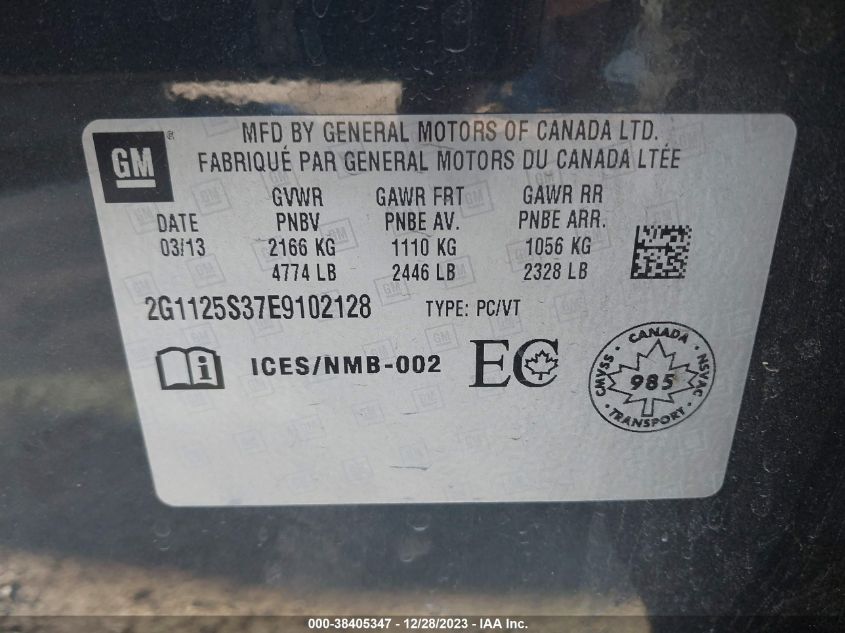 GM
®
MFD BY GENERAL MOTORS OF CANADA LTD.
FABRIQUÉ PAR GENERAL MOTORS DU CANADA LTÉE
GVWR GAWR FRT GAWR RR
DATE PNBV PNBE AV. PNBE ARR.
03/13 2166 KG 1110 KG 1056 KG
4774 LB 2446 LB 2328 LB
2G1125S37E9102128 TYPE: PC/VT
i ICES/NMB-002 EC
CANADA
CMVSS 985 NSVAC
TRANSPORT
000-38405347 - 12/28/2023 - IAA Inc.